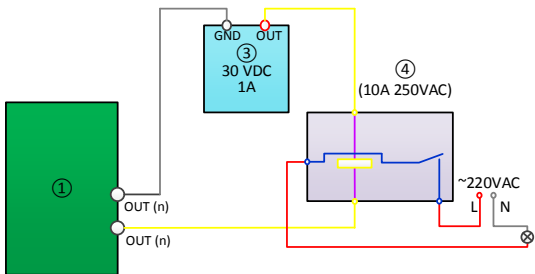 GND OUT
③
30 VDC
1A
④
(10A 250VAC)
①
~220VAC
L N
OUT (n)
OUT (n)